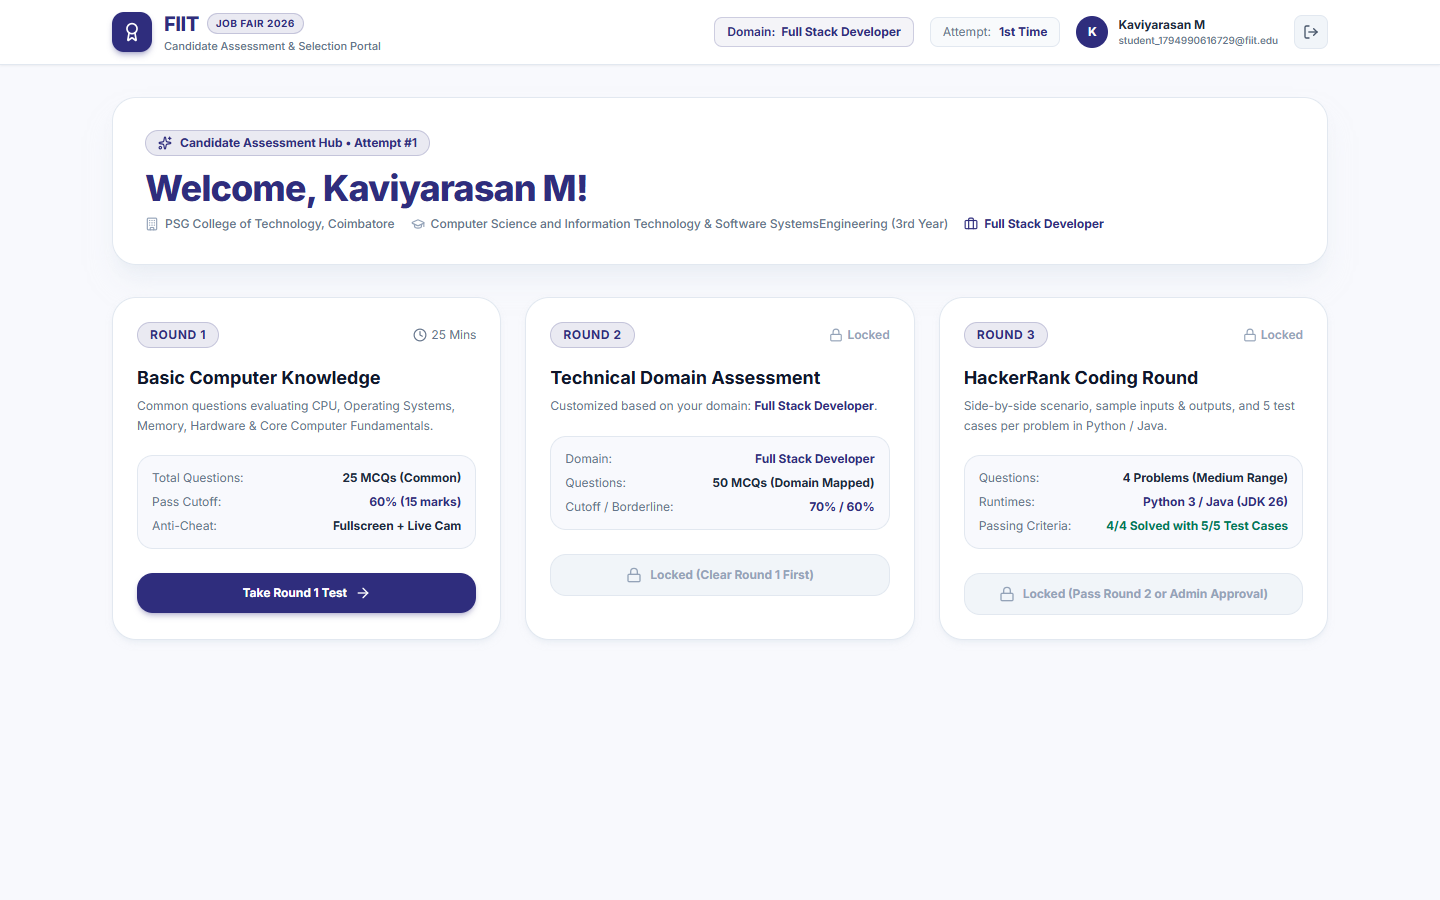 FIIT JOB FAIR 2026
Candidate Assessment & Selection Portal
Domain: Full Stack Developer
Attempt: 1st Time
K
Kaviyarasan M
student_1794990616729@fiit.edu
Candidate Assessment Hub • Attempt #1
Welcome, Kaviyarasan M!
PSG College of Technology, Coimbatore Computer Science and Information Technology & Software SystemsEngineering (3rd Year) Full Stack Developer
ROUND 1 25 Mins
Basic Computer Knowledge
Common questions evaluating CPU, Operating Systems,
Memory, Hardware & Core Computer Fundamentals.
Total Questions: 25 MCQs (Common)
Pass Cutoff: 60% (15 marks)
Anti-Cheat: Fullscreen + Live Cam
Take Round 1 Test
ROUND 2 Locked
Technical Domain Assessment
Customized based on your domain: Full Stack Developer.
Domain: Full Stack Developer
Questions: 50 MCQs (Domain Mapped)
Cutoff / Borderline: 70% / 60%
Locked (Clear Round 1 First)
ROUND 3 Locked
HackerRank Coding Round
Side-by-side scenario, sample inputs & outputs, and 5 test
cases per problem in Python / Java.
Questions: 4 Problems (Medium Range)
Runtimes: Python 3 / Java (JDK 26)
Passing Criteria: 4/4 Solved with 5/5 Test Cases
Locked (Pass Round 2 or Admin Approval)